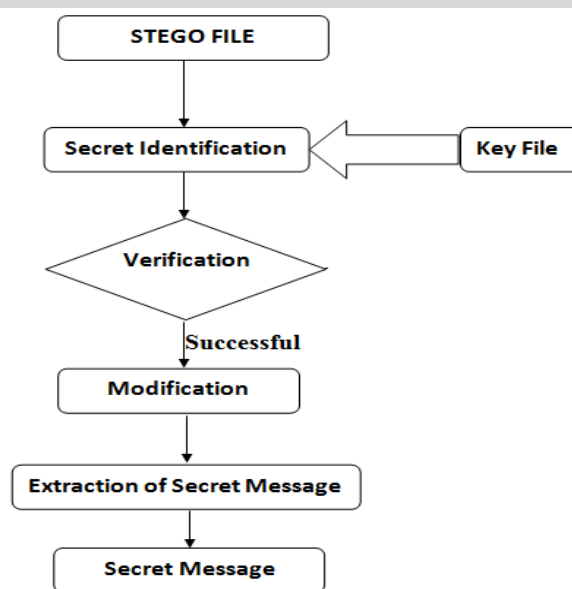 STEGO FILE
Secret Identification
Key File
Verification
Successful
Modification
Extraction of Secret Message
Secret Message